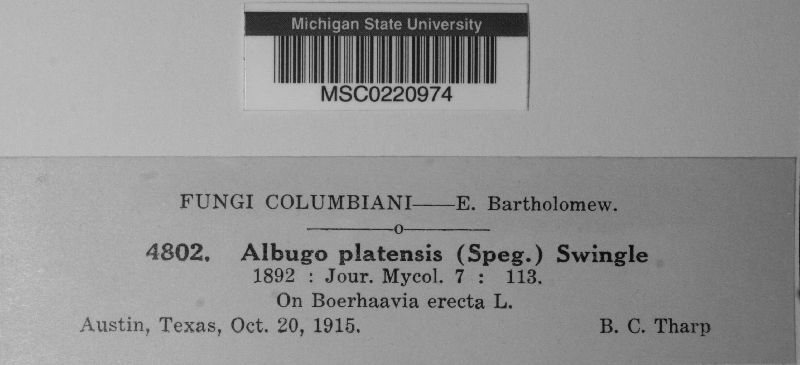 Michigan State University
MSC0220974
FUNGI COLUMBIANI——E. Bartholomew.
o
4802. Albugo platensis (Speg.) Swingle
1892 : Jour. Mycol. 7 : 113.
On Boerhaavia erecta L.
Austin, Texas, Oct. 20, 1915. B. C. Tharp